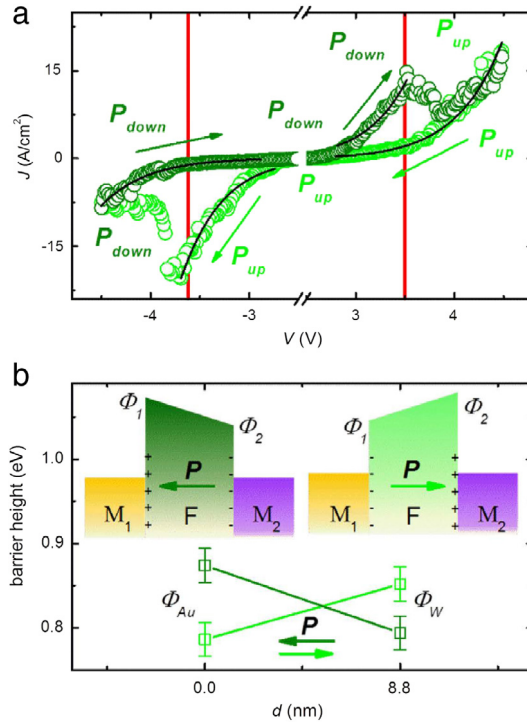 a
P_up
P_down
15
P_down
P_down
J (A/cm²)
0
P_up
P_up
P_down
-15
P_up
-4
-3
3
4
V (V)
b
Φ₁
Φ₂
Φ₁
Φ₂
1.0
P
P
M₁
F
M₂
M₁
F
M₂
barrier height (eV)
0.9
Φ_Au
Φ_W
P
0.8
0.0
8.8
d (nm)